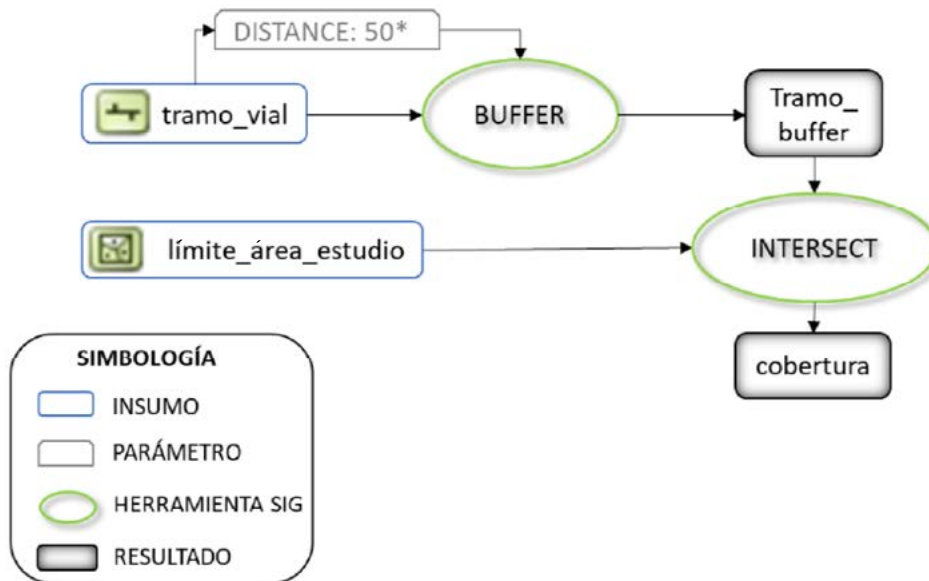 DISTANCE: 50*
tramo_vial
BUFFER
Tramo_
buffer
límite_área_estudio
INTERSECT
cobertura
SIMBOLOGÍA
INSUMO
PARÁMETRO
HERRAMIENTA SIG
RESULTADO